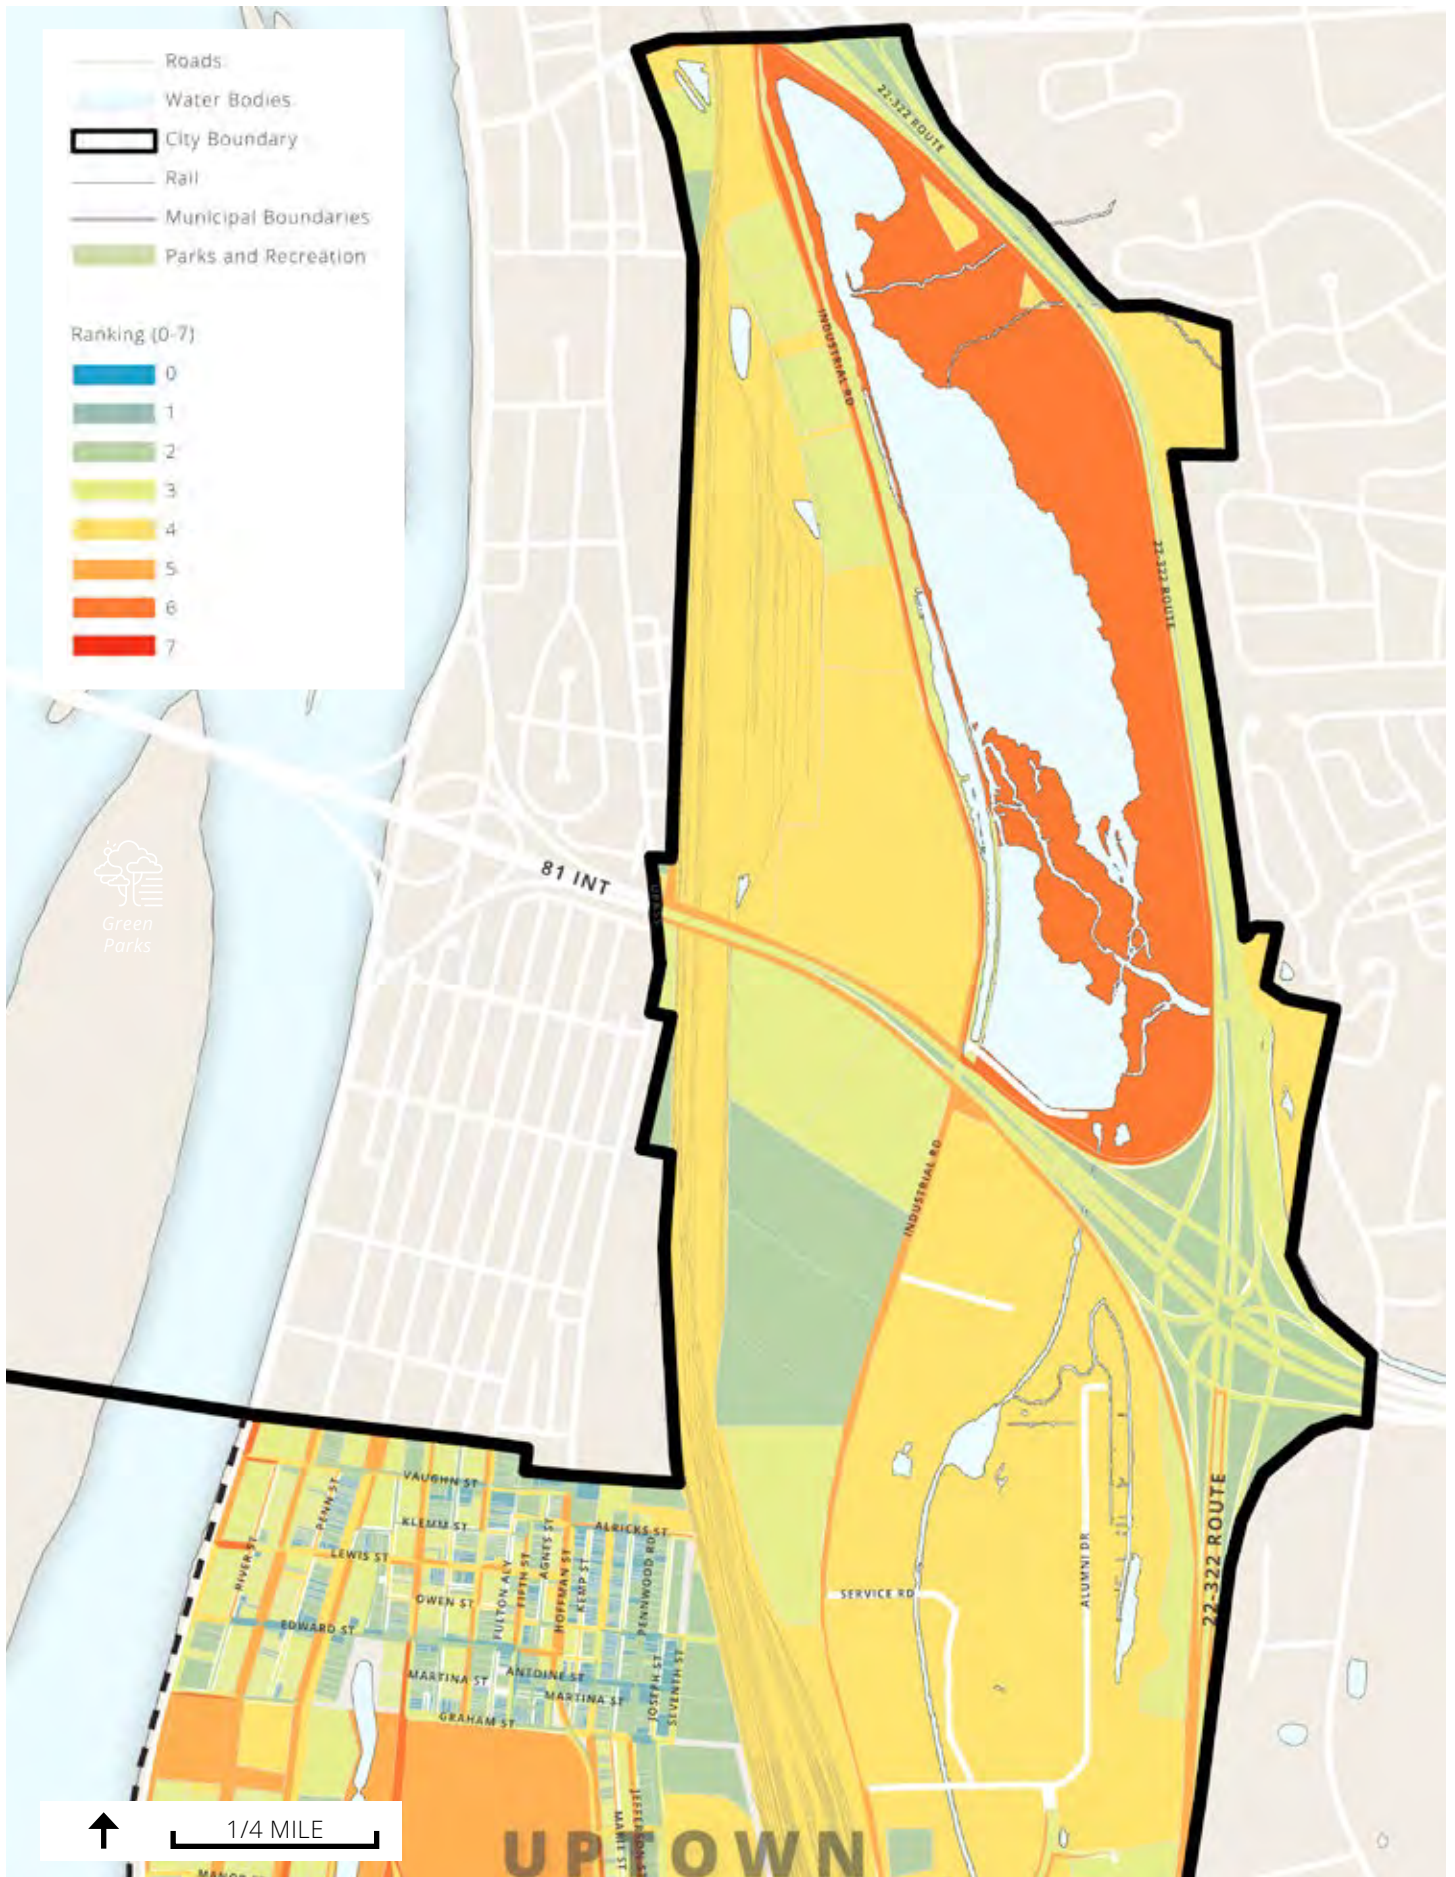 Roads
Water Bodies
City Boundary
Rail
Municipal Boundaries
Parks and Recreation
Ranking (0-7)
0
1
2
3
4
5
6
7
22-322 ROUTE
INDUSTRIAL RD
22-322 ROUTE
81 INT
Green
Parks
INDUSTRIAL RD
VAUGHN ST
PENN ST
KLEMM ST
ALRICKS ST
LEWIS ST
RIVER ST
OWEN ST
FULTON ALY
FIFTH ST
AGNES ST
HOFFMAN ST
KEMP ST
PENNWOOD RD
EDWARD ST
MARTINA ST
ANTOINE ST
MARTINA ST
JOSEPH ST
SEVENTH ST
GRAHAM ST
SERVICE RD
ALUMNI DR
22-322 ROUTE
JEFFERSON ST
MARIE ST
1/4 MILE
UPTOWN